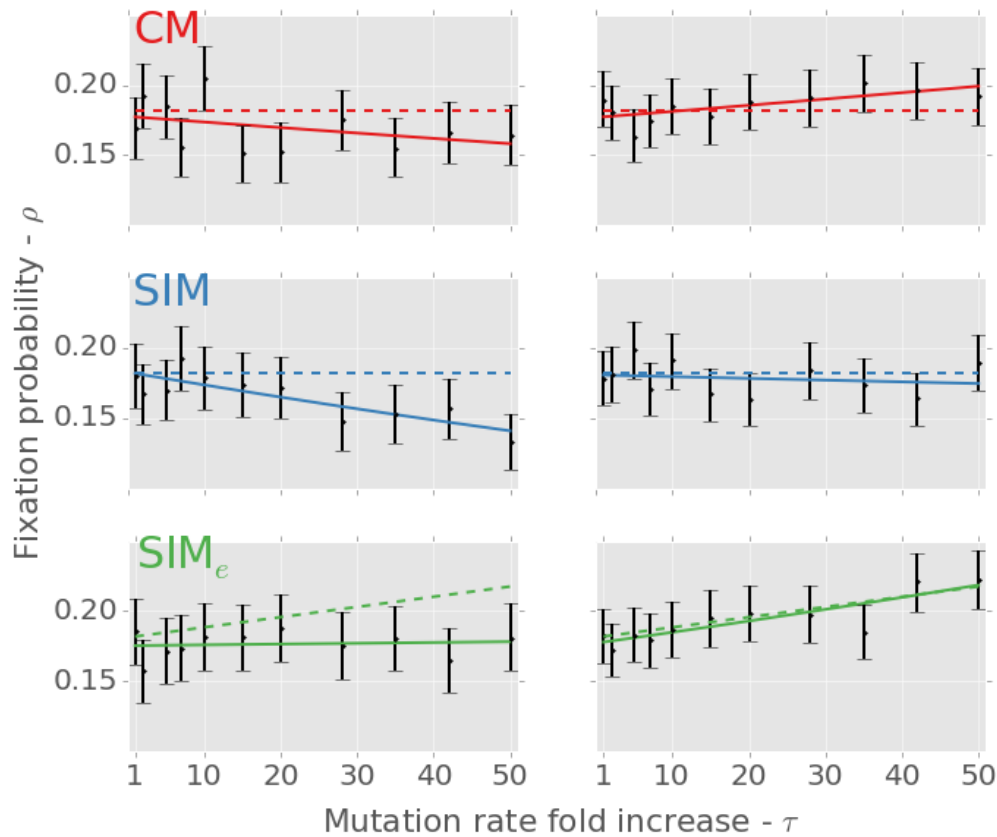 CM
0.20
0.15
SIM
0.20
0.15
SIMₑ
0.20
0.15
Fixation probability - ρ
1 10 20 30 40 50 1 10 20 30 40 50
Mutation rate fold increase - τ